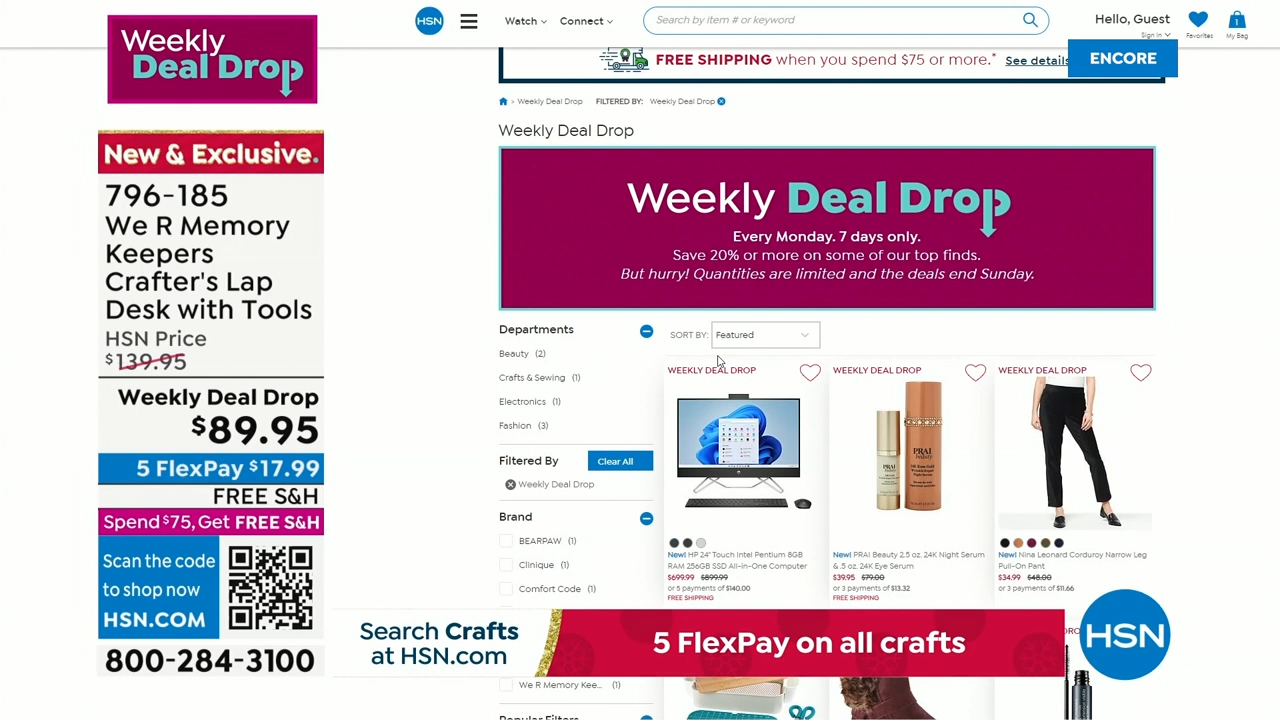 Weekly
Deal Drop
New & Exclusive.
796-185
We R Memory
Keepers
Crafter's Lap
Desk with Tools
HSN Price
$139.95
Weekly Deal Drop
$89.95
5 FlexPay $17.99
FREE S&H
Spend $75, Get FREE S&H
Scan the code
to shop now
HSN.COM
800-284-3100
HSN
Watch
Connect
Search by item # or keyword
Hello, Guest
Sign in
Favorites
1
My Bag
ENCORE
FREE SHIPPING when you spend $75 or more.* See details
> Weekly Deal Drop FILTERED BY: Weekly Deal Drop
Weekly Deal Drop
Weekly Deal Drop
Every Monday. 7 days only.
Save 20% or more on some of our top finds.
But hurry! Quantities are limited and the deals end Sunday.
Departments
Beauty (2)
Crafts & Sewing (1)
Electronics (1)
Fashion (3)
Filtered By Clear All
Weekly Deal Drop
Brand
BEARPAW (1)
Clinique (1)
Comfort Code (1)
We R Memory Kee... (1)
Popular Filters
SORT BY: Featured
WEEKLY DEAL DROP
New! HP 24" Touch Intel Pentium 8GB
RAM 256GB SSD All-in-One Computer
$699.99 $899.99
or 5 payments of $140.00
FREE SHIPPING
WEEKLY DEAL DROP
PRAI
beauty
PRAI
beauty
New! PRAI Beauty 2.5 oz. 24K Night Serum
& .5 oz. 24K Eye Serum
$39.95 $79.00
or 3 payments of $13.32
FREE SHIPPING
WEEKLY DEAL DROP
New! Nina Leonard Corduroy Narrow Leg
Pull-On Pant
$34.99 $48.00
or 3 payments of $11.66
Search Crafts
at HSN.com
5 FlexPay on all crafts
HSN